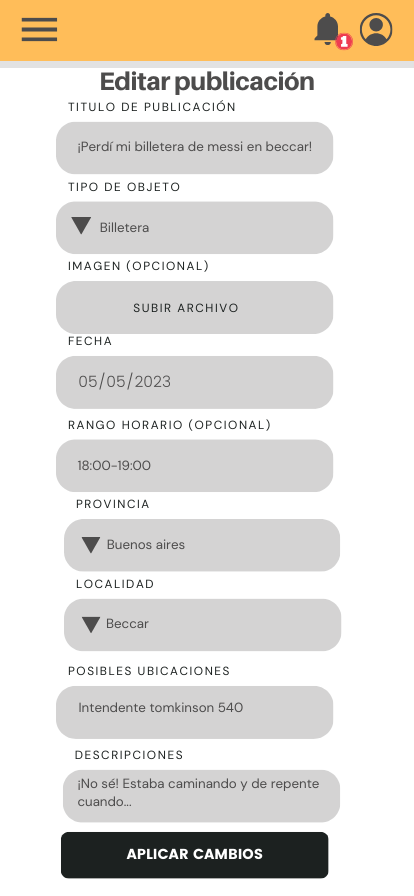 1
Editar publicación
TITULO DE PUBLICACIÓN
¡Perdí mi billetera de messi en beccar!
TIPO DE OBJETO
Billetera
IMAGEN (OPCIONAL)
SUBIR ARCHIVO
FECHA
05/05/2023
RANGO HORARIO (OPCIONAL)
18:00-19:00
PROVINCIA
Buenos aires
LOCALIDAD
Beccar
POSIBLES UBICACIONES
Intendente tomkinson 540
DESCRIPCIONES
¡No sé! Estaba caminando y de repente
cuando...
APLICAR CAMBIOS